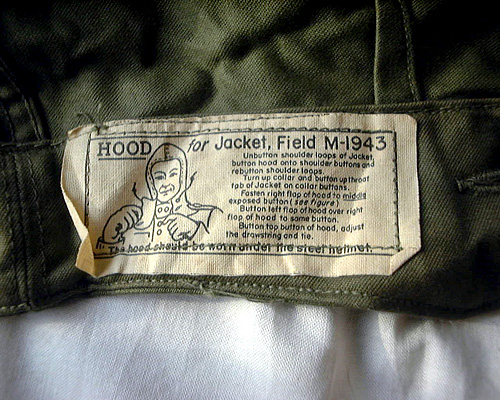 HOOD for Jacket, Field M-1943
Unbutton shoulder loops of Jacket,
button hood onto shoulder buttons and
rebutton shoulder loops.
Turn up collar and button upthroat
tab of Jacket on collar buttons.
Fasten right flap of hood to middle
exposed button (see figure)
Button left flap of hood over right
flap of hood to same button.
Button top button of hood, adjust
the drawstring and tie.
The hood should be worn under the steel helmet.